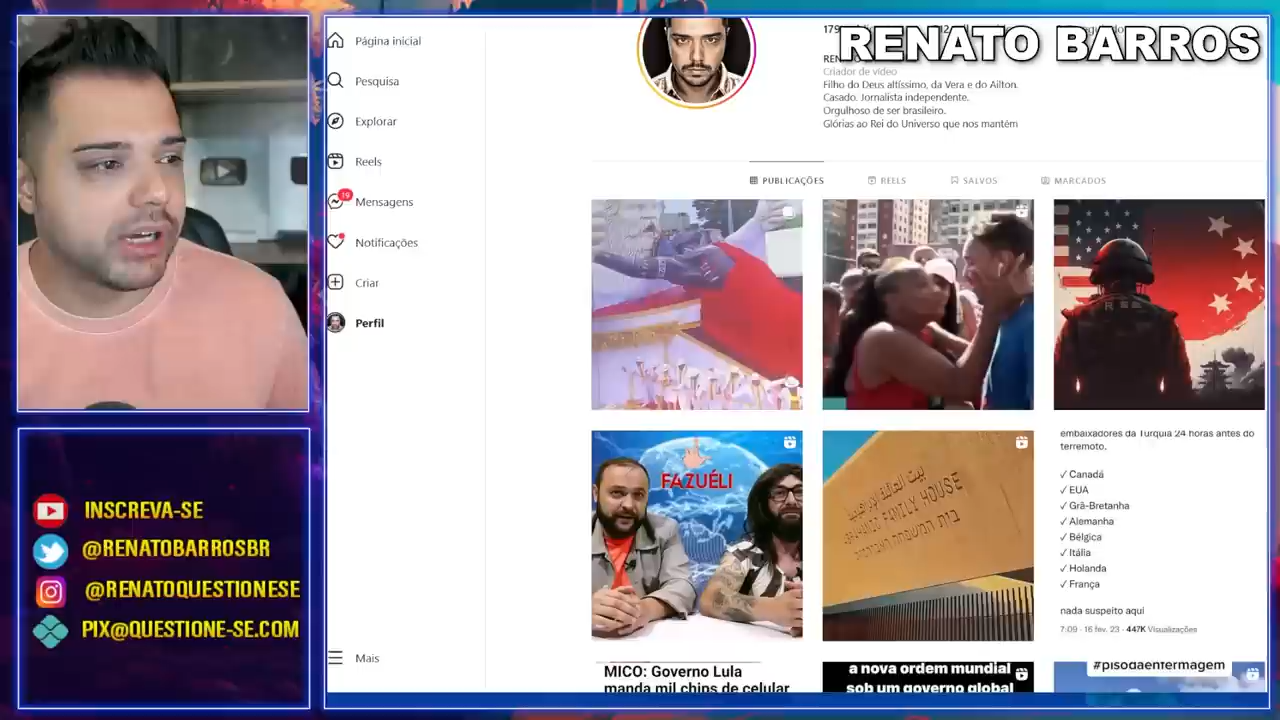 RENATO BARROS
Página inicial
Pesquisa
Explorar
Reels
19
Mensagens
Notificações
Criar
Perfil
Mais
179
Criador de vídeo
Filho do Deus altíssimo, da Vera e do Ailton.
Casado. Jornalista independente.
Orgulhoso de ser brasileiro.
Glórias ao Rei do Universo que nos mantém
PUBLICAÇÕES
REELS
SALVOS
MARCADOS
FAZUÉLI
FAMILY HOUSE
embaixadores da Turquia 24 horas antes do
terremoto.
✓ Canadá
✓ EUA
✓ Grã-Bretanha
✓ Alemanha
✓ Bélgica
✓ Itália
✓ Holanda
✓ França
nada suspeito aqui
7:09 · 16 fev. 23 · 447K Visualizações
MICO: Governo Lula
manda mil chips de celular
a nova ordem mundial
sob um governo global
#pisodaenfermagem
INSCREVA-SE
@RENATOBARROSBR
@RENATOQUESTIONESE
PIX@QUESTIONE-SE.COM